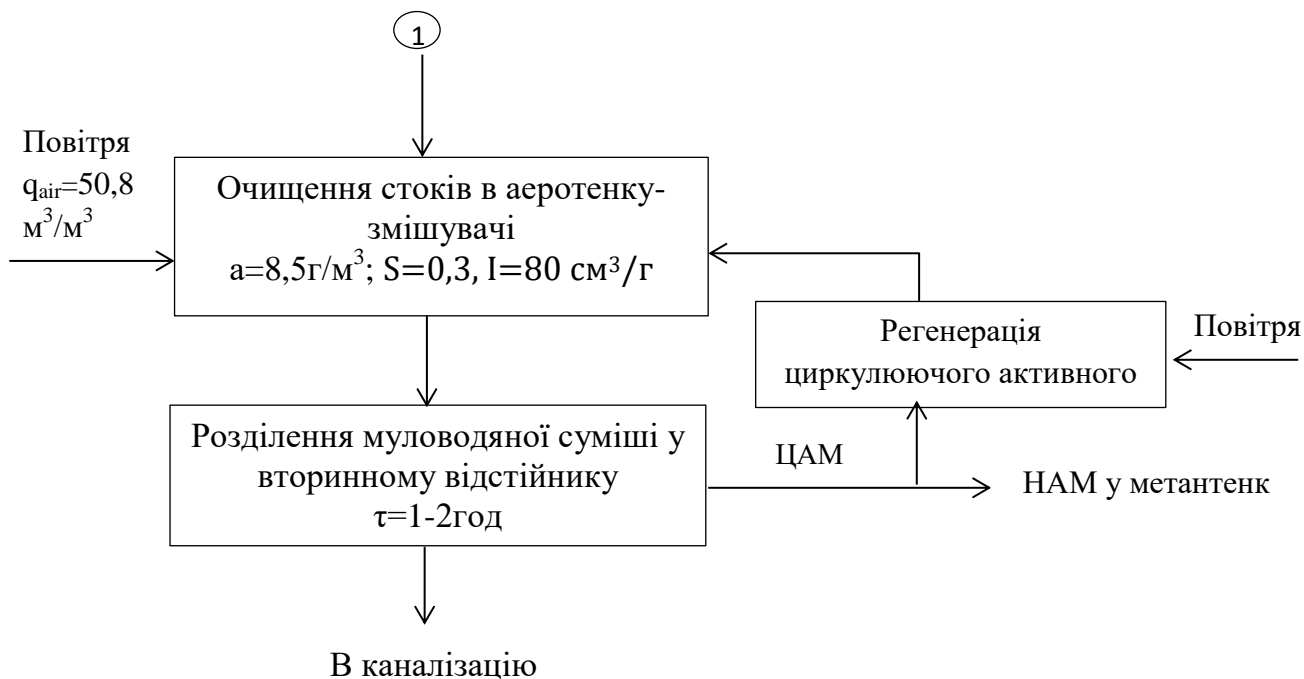 1
Повітря
qair=50,8
м³/м³
Очищення стоків в аеротенку-
змішувачі
а=8,5г/м³; S=0,3, I=80 см³/г
Регенерація
циркулюючого активного
Повітря
Розділення муловодяної суміші у
вторинному відстійнику
τ=1-2год
ЦАМ
НАМ у метантенк
В каналізацію